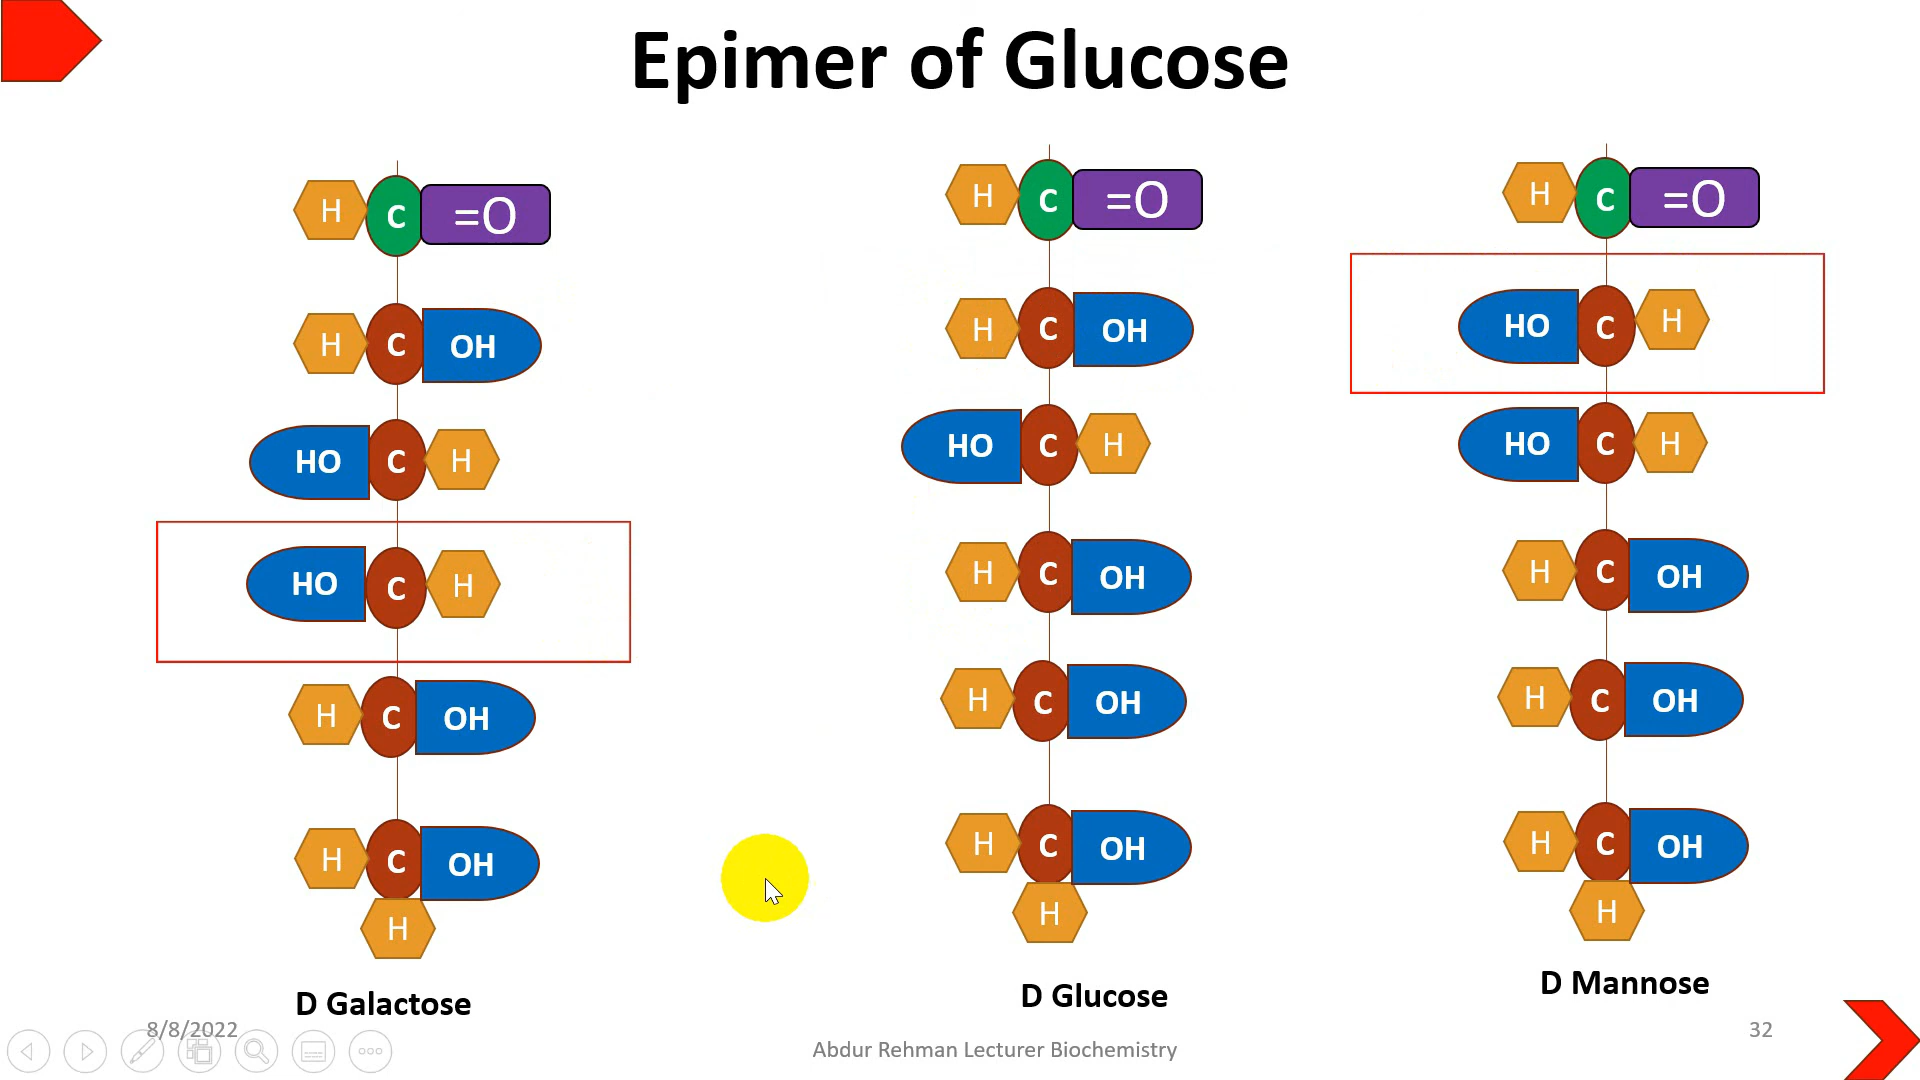 Epimer of Glucose
H C =O
H C OH
HO C H
HO C H
H C OH
H C OH
H
D Galactose
H C =O
H C OH
HO C H
H C OH
H C OH
H C OH
H
D Glucose
H C =O
HO C H
HO C H
H C OH
H C OH
H C OH
H
D Mannose
8/8/2022
Abdur Rehman Lecturer Biochemistry
32